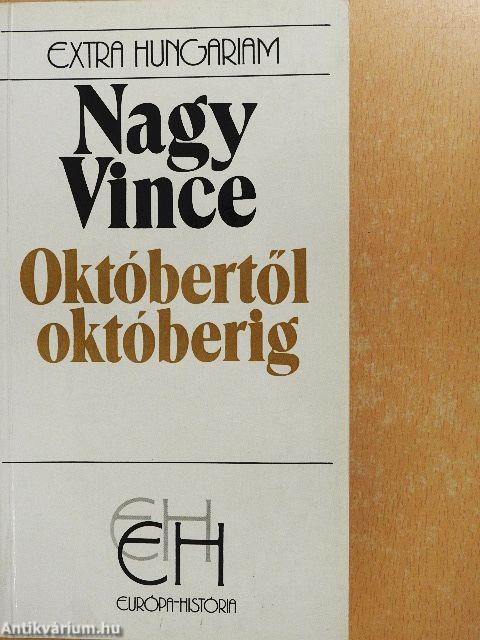 EXTRA HUNGARIAM
Nagy
Vince
Októbertől
októberig
EH
EH
EURÓPA-HISTÓRIA
Antikvárium.hu